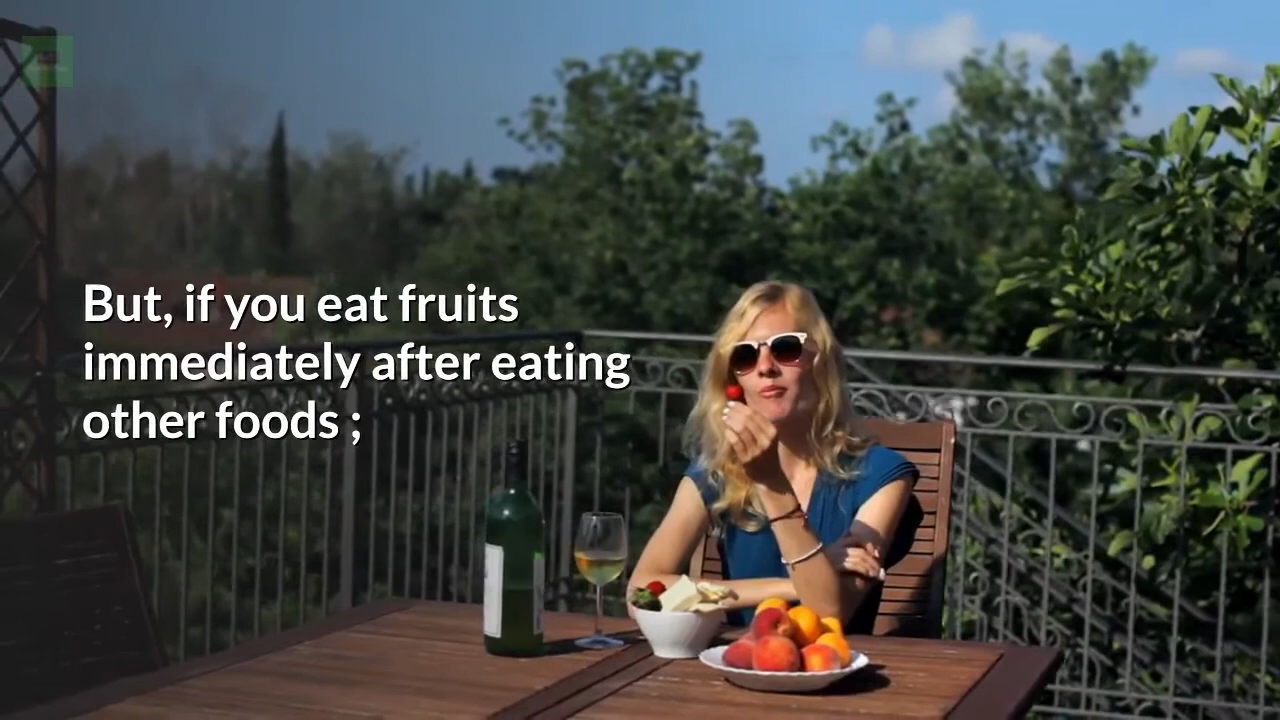 But, if you eat fruits
immediately after eating
other foods ;